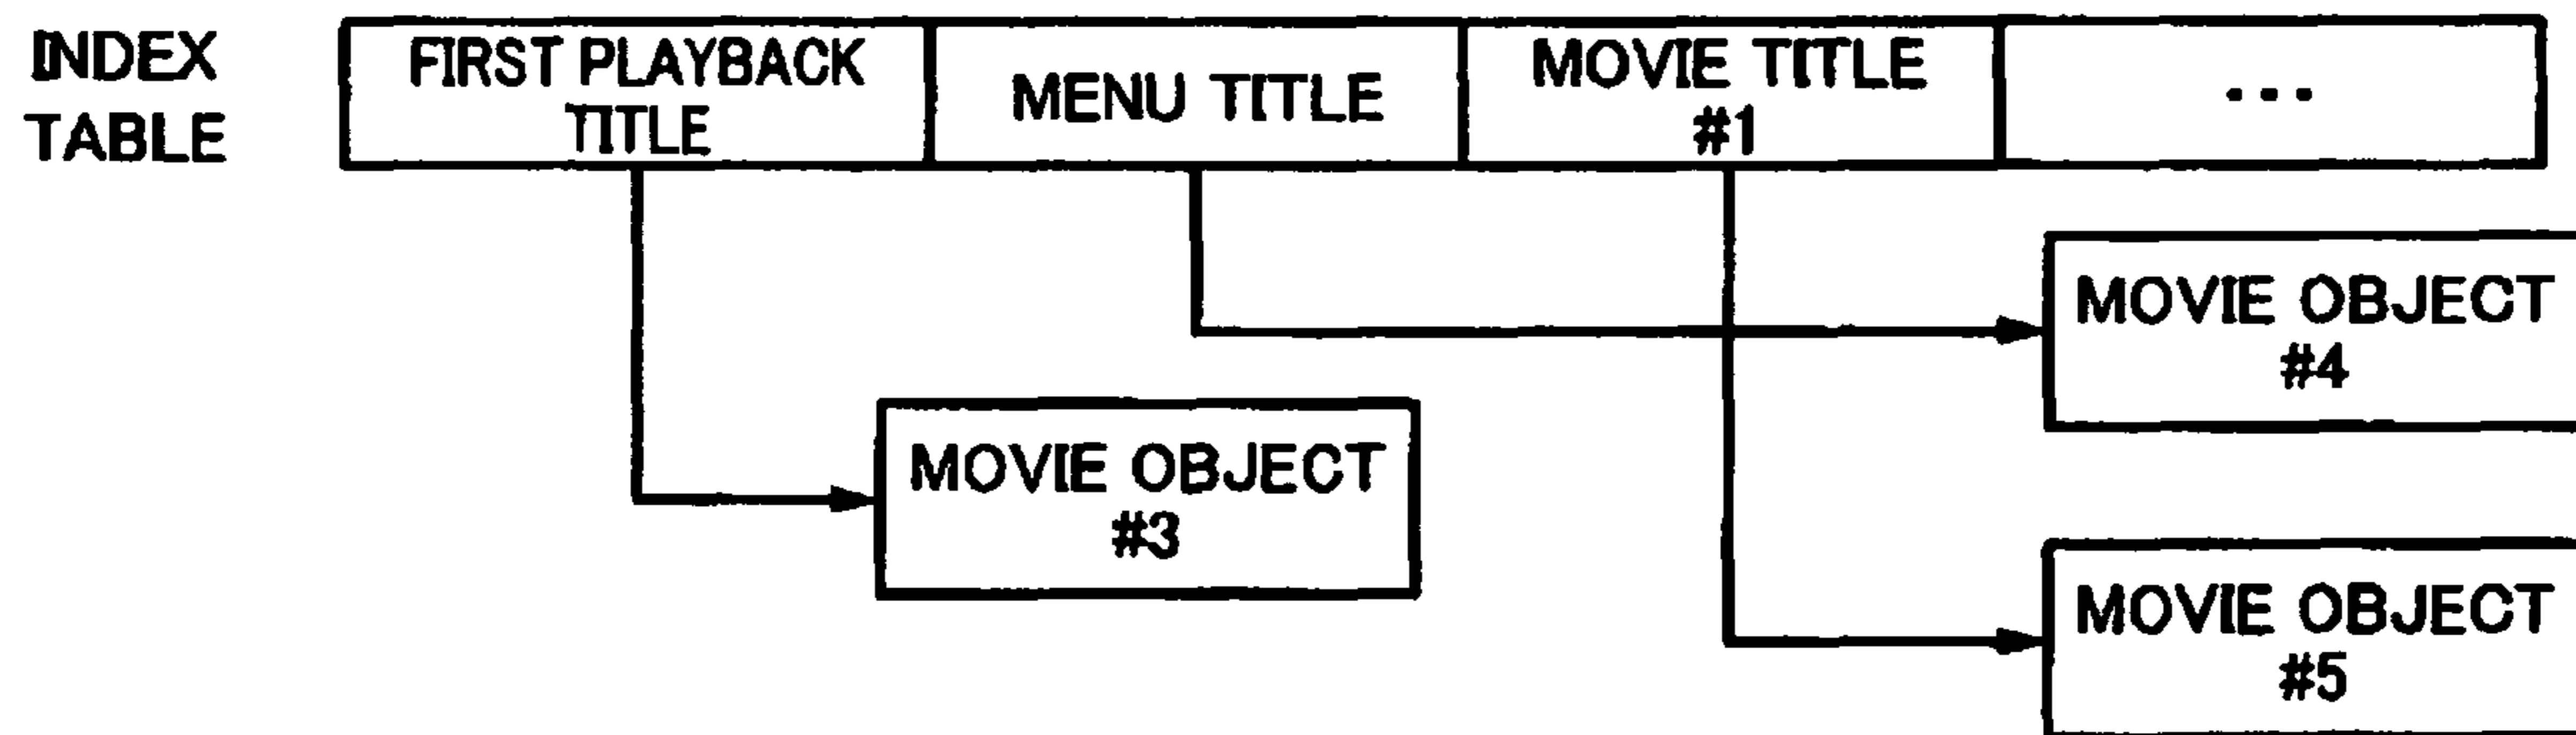 INDEX
TABLE
FIRST PLAYBACK
TITLE
MENU TITLE
MOVIE TITLE
#1
...
MOVIE OBJECT
#4
MOVIE OBJECT
#3
MOVIE OBJECT
#5